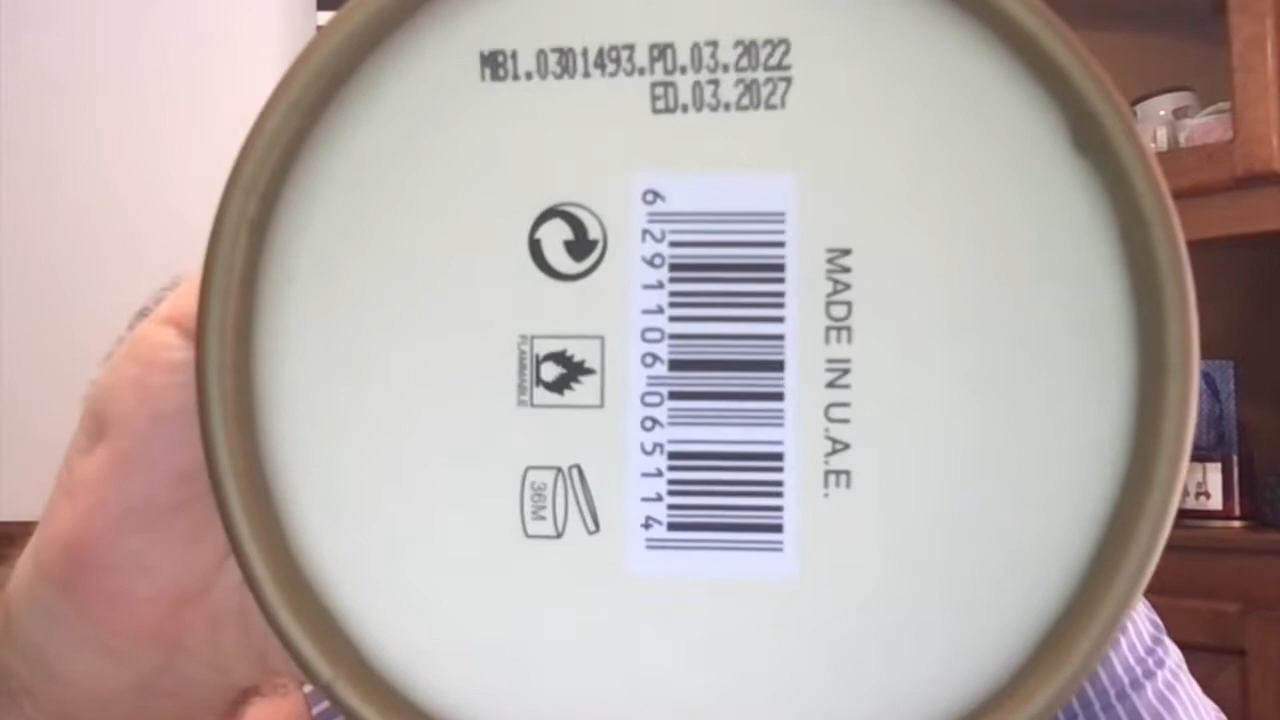 MB1.0301493.PD.03.2022
ED.03.2027
MADE IN U.A.E.
6 291106 065114
FLAMMABLE
36M